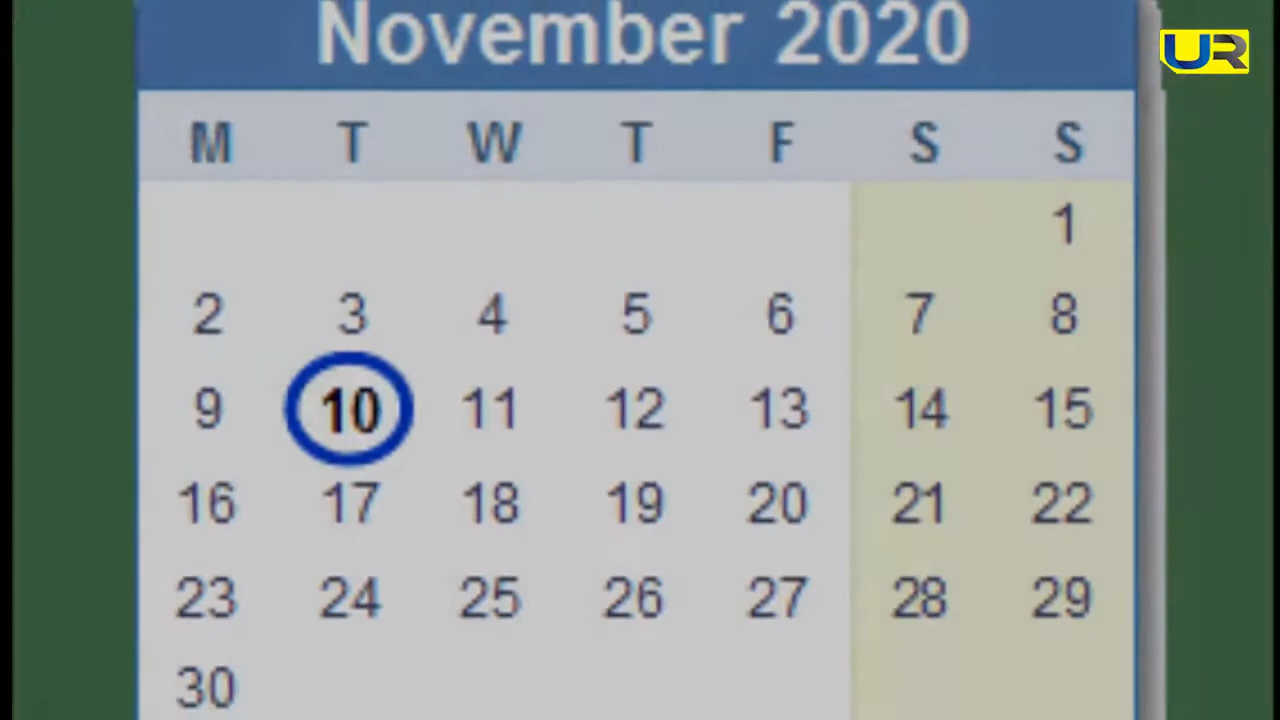 November 2020
UR
M T W T F S S
1
2 3 4 5 6 7 8
9 10 11 12 13 14 15
16 17 18 19 20 21 22
23 24 25 26 27 28 29
30